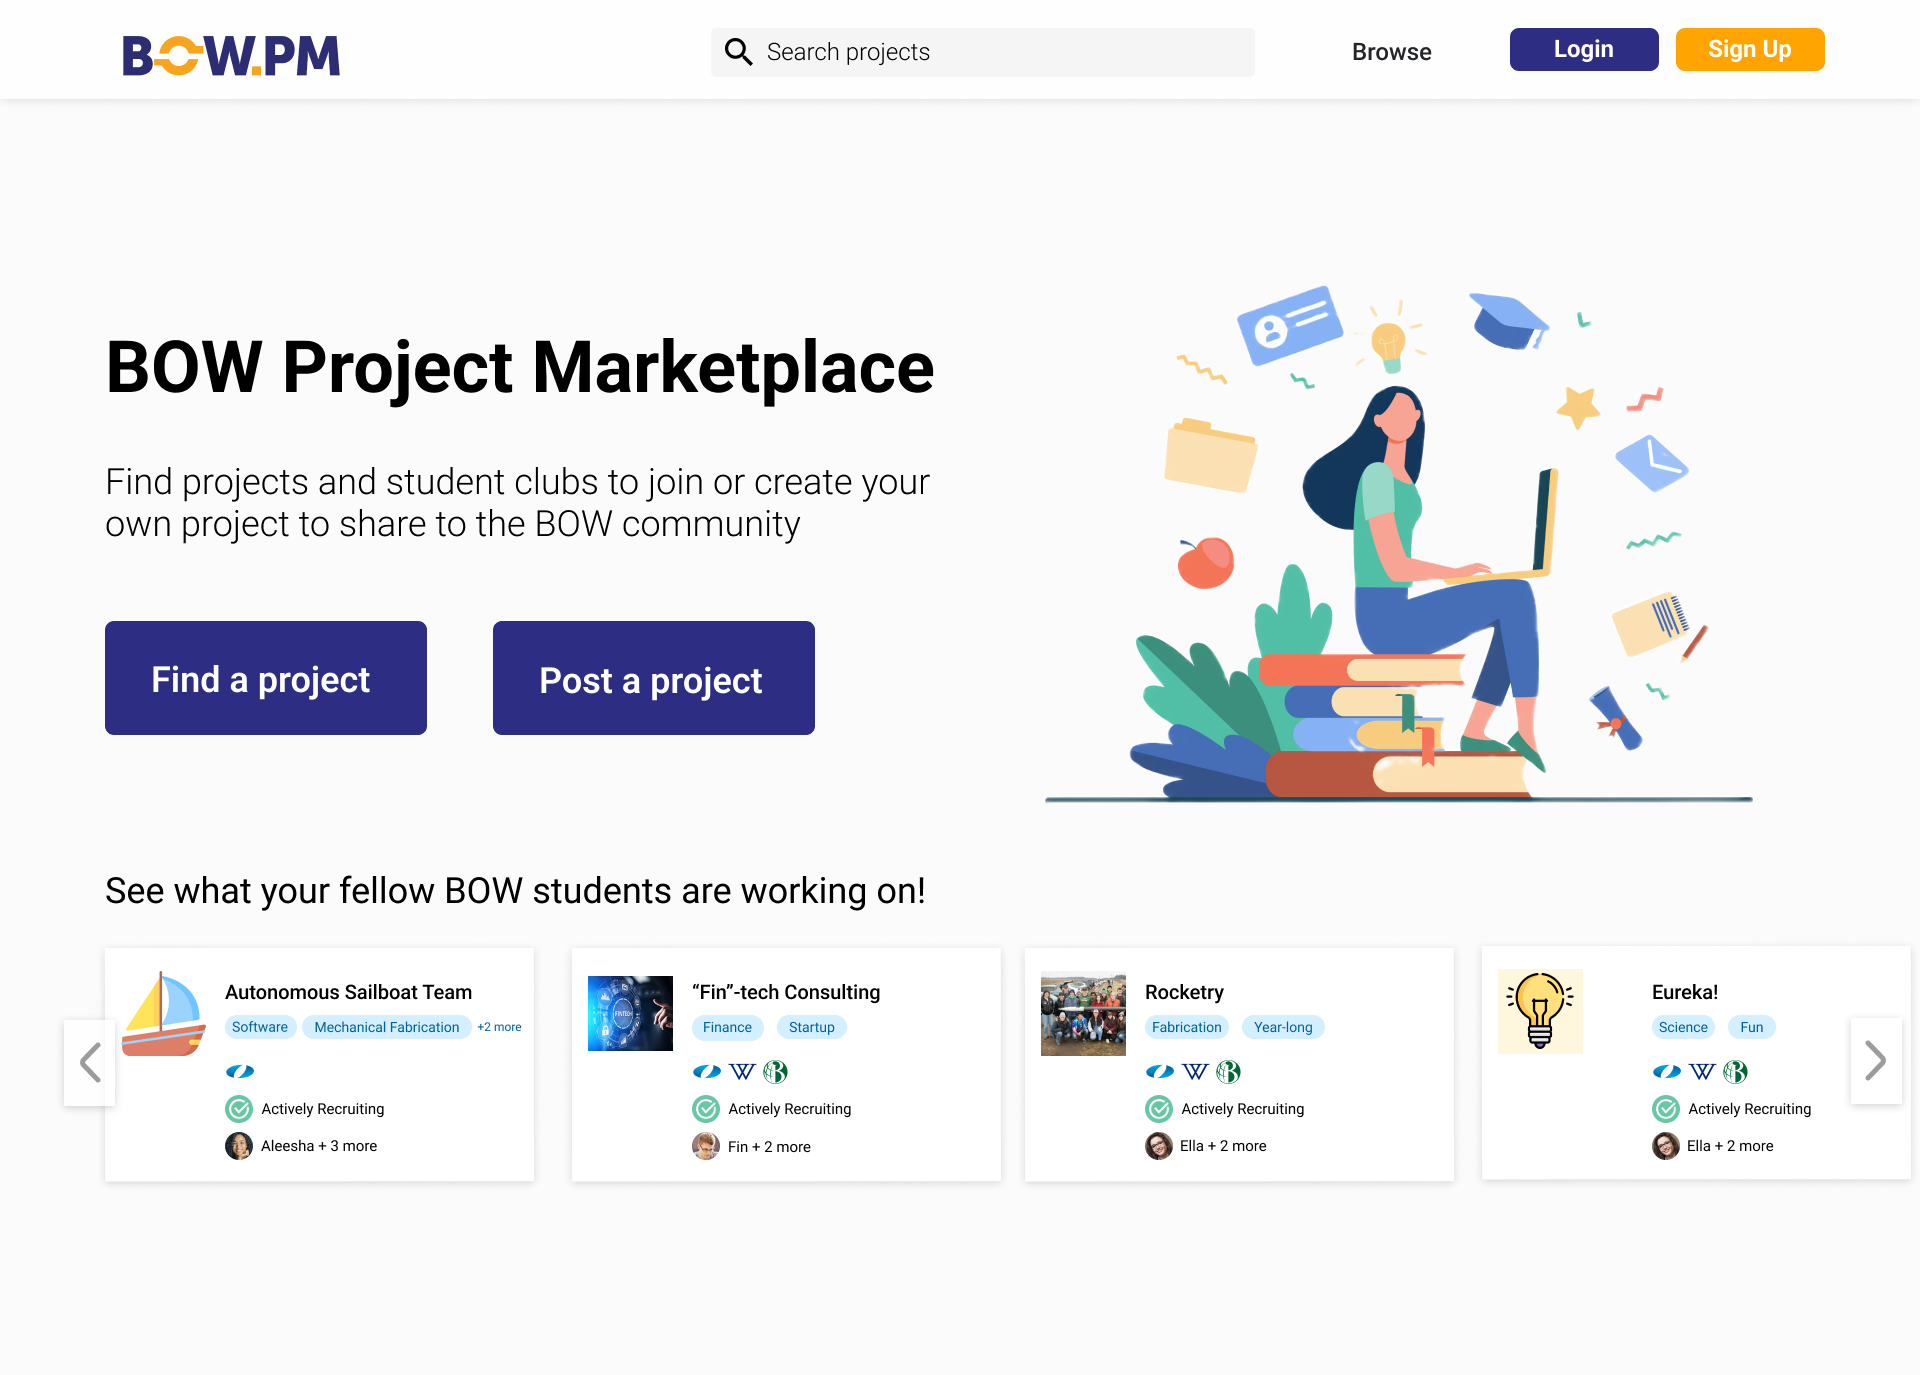 BOW.PM
Search projects
Browse
Login
Sign Up
BOW Project Marketplace
Find projects and student clubs to join or create your
own project to share to the BOW community
Find a project
Post a project
See what your fellow BOW students are working on!
Autonomous Sailboat Team
Software
Mechanical Fabrication
+2 more
Actively Recruiting
Aleesha + 3 more
FINTECH
“Fin”-tech Consulting
Finance
Startup
W
B
Actively Recruiting
Fin + 2 more
Rocketry
Fabrication
Year-long
W
B
Actively Recruiting
Ella + 2 more
Eureka!
Science
Fun
W
B
Actively Recruiting
Ella + 2 more